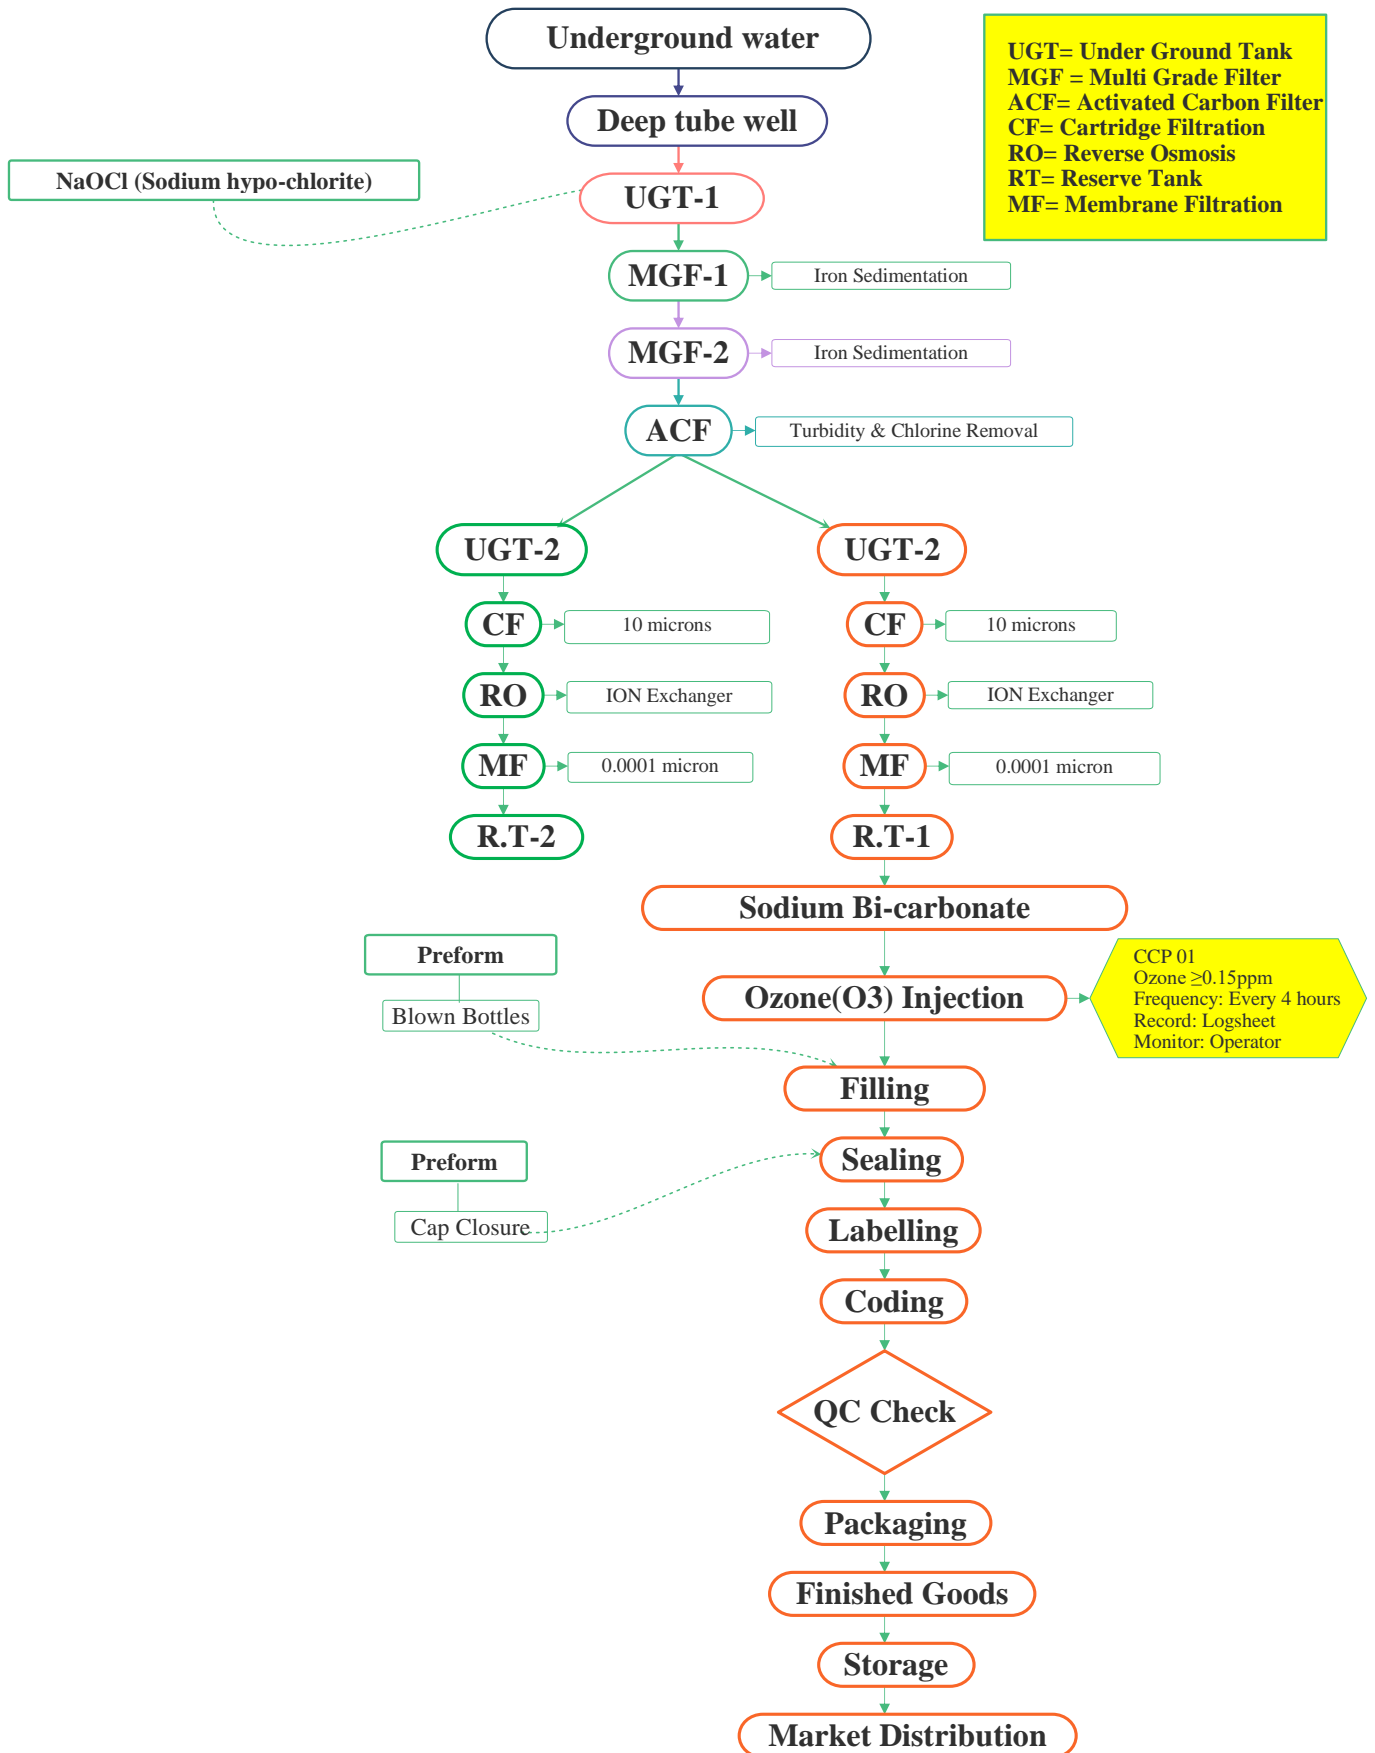 Underground water
UGT= Under Ground Tank
MGF = Multi Grade Filter
ACF= Activated Carbon Filter
CF= Cartridge Filtration
RO= Reverse Osmosis
RT= Reserve Tank
MF= Membrane Filtration
Deep tube well
NaOCl (Sodium hypo-chlorite)
UGT-1
MGF-1
Iron Sedimentation
MGF-2
Iron Sedimentation
ACF
Turbidity & Chlorine Removal
UGT-2
UGT-2
CF
10 microns
CF
10 microns
RO
ION Exchanger
RO
ION Exchanger
MF
0.0001 micron
MF
0.0001 micron
R.T-2
R.T-1
Sodium Bi-carbonate
Preform
Blown Bottles
Ozone(O3) Injection
CCP 01
Ozone ≥0.15ppm
Frequency: Every 4 hours
Record: Logsheet
Monitor: Operator
Filling
Preform
Cap Closure
Sealing
Labelling
Coding
QC Check
Packaging
Finished Goods
Storage
Market Distribution